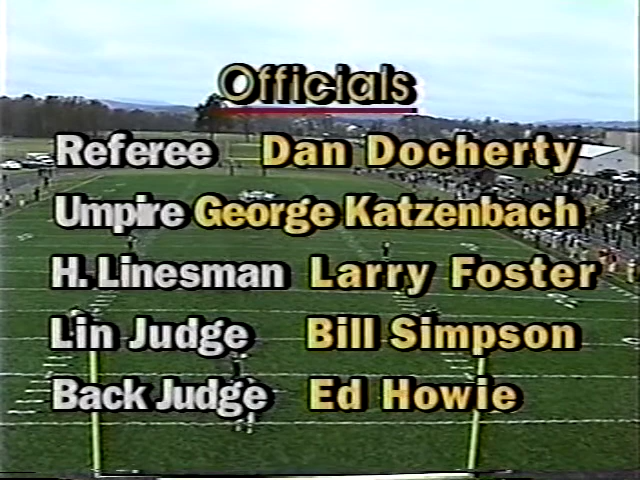 Officials
Referee Dan Docherty
Umpire George Katzenbach
H. Linesman Larry Foster
Lin Judge Bill Simpson
Back Judge Ed Howie